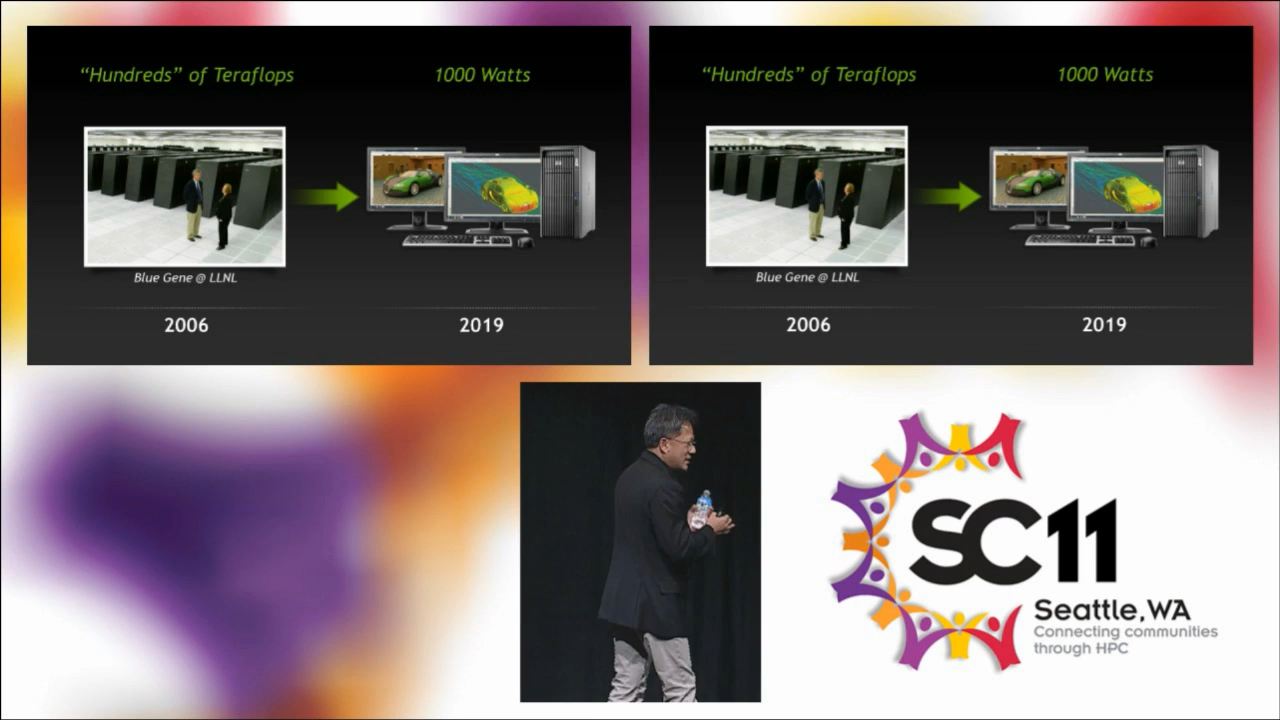 “Hundreds” of Teraflops
1000 Watts
Blue Gene @ LLNL
2006
2019
“Hundreds” of Teraflops
1000 Watts
Blue Gene @ LLNL
2006
2019
SC11
Seattle, WA
Connecting communities
through HPC